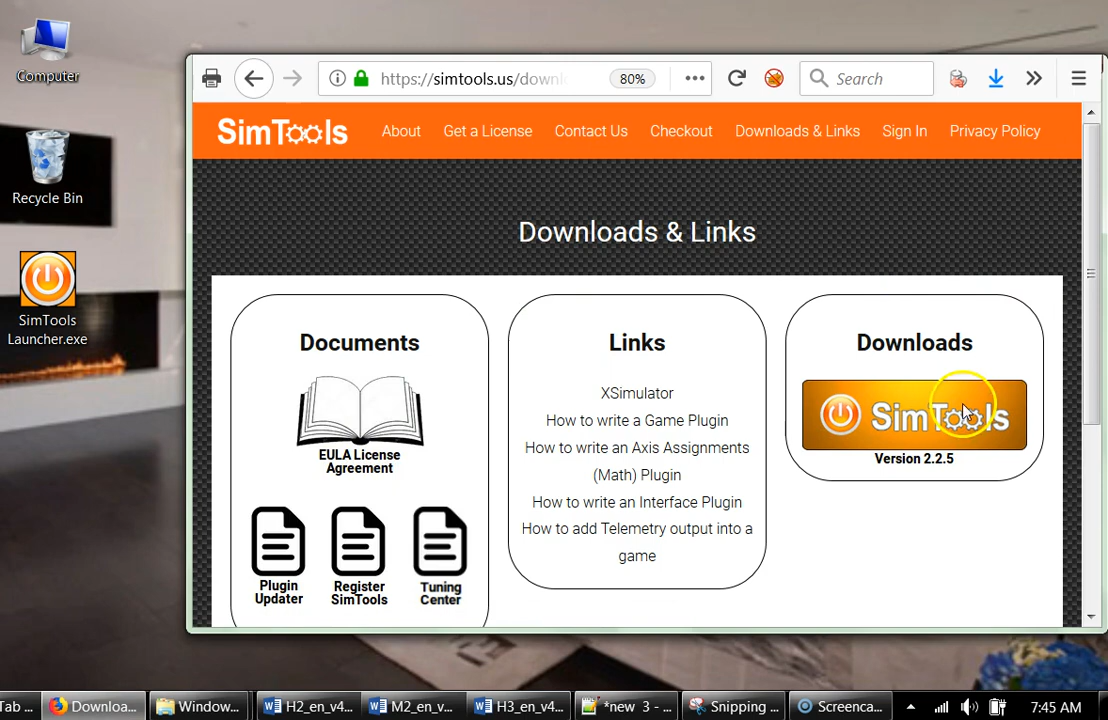 Computer
Recycle Bin
SimTools
Launcher.exe
https://simtools.us/downl
80%
Search
SimTools
About
Get a License
Contact Us
Checkout
Downloads & Links
Sign In
Privacy Policy
Downloads & Links
Documents
EULA License
Agreement
Plugin
Updater
Register
SimTools
Tuning
Center
Links
XSimulator
How to write a Game Plugin
How to write an Axis Assignments
(Math) Plugin
How to write an Interface Plugin
How to add Telemetry output into a
game
Downloads
SimTools
Version 2.2.5
Tab ...
Downloa...
Window...
H2_en_v4...
M2_en_v...
H3_en_v4...
*new 3 - ...
Snipping ...
Screenca...
7:45 AM